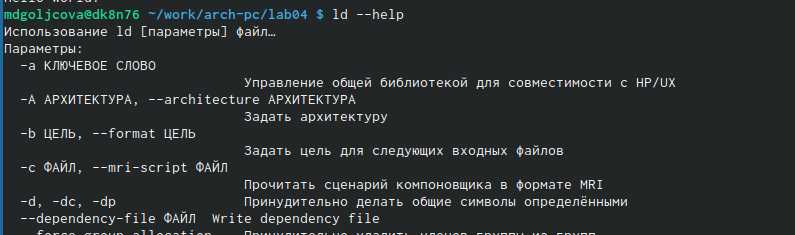 Hello world!
mdgoljcova@dk8n76 ~/work/arch-pc/lab04 $ ld --help
Использование ld [параметры] файл…
Параметры:
-a КЛЮЧЕВОЕ СЛОВО
Управление общей библиотекой для совместимости с HP/UX
-A АРХИТЕКТУРА, --architecture АРХИТЕКТУРА
Задать архитектуру
-b ЦЕЛЬ, --format ЦЕЛЬ
Задать цель для следующих входных файлов
-c ФАЙЛ, --mri-script ФАЙЛ
Прочитать сценарий компоновщика в формате MRI
-d, -dc, -dp Принудительно делать общие символы определёнными
--dependency-file ФАЙЛ Write dependency file
--force-group-allocation Принудительно удалить членов группы из групп